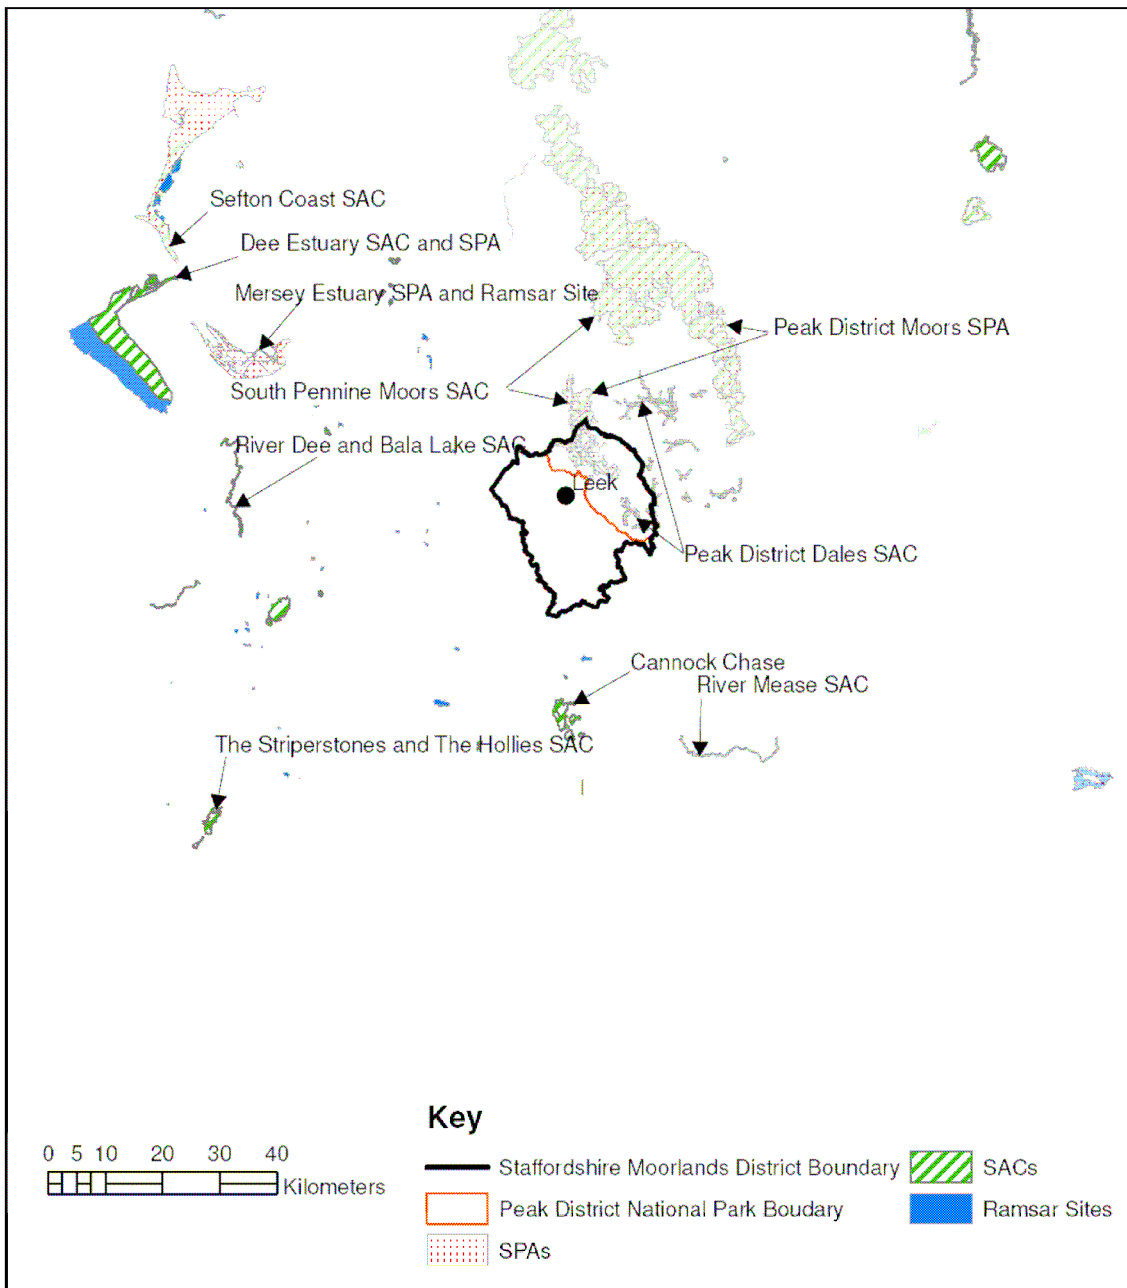 Sefton Coast SAC
Dee Estuary SAC and SPA
Mersey Estuary SPA and Ramsar Site
Peak District Moors SPA
South Pennine Moors SAC
River Dee and Bala Lake SAC
Leek
Peak District Dales SAC
Cannock Chase
River Mease SAC
The Striperstones and The Hollies SAC
Key
0 5 10 20 30 40
Kilometers
Staffordshire Moorlands District Boundary
SACs
Peak District National Park Boudary
Ramsar Sites
SPAs